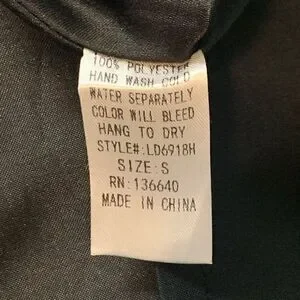 100% POLYESTER
HAND WASH COLD
WATER SEPARATELY
COLOR WILL BLEED
HANG TO DRY
STYLE#:LD6918H
SIZE:S
RN:136640
MADE IN CHINA